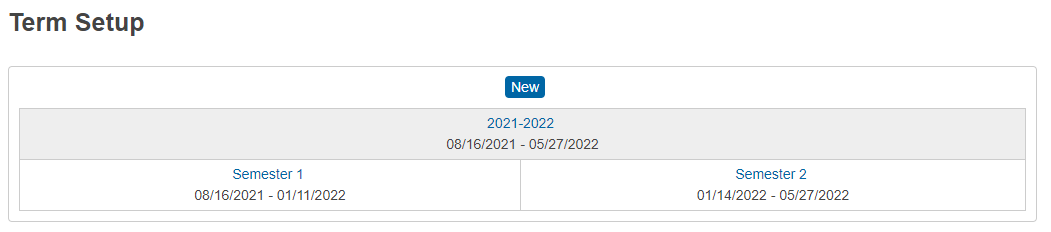 Term Setup
New
2021-2022
08/16/2021 - 05/27/2022
Semester 1
08/16/2021 - 01/11/2022
Semester 2
01/14/2022 - 05/27/2022